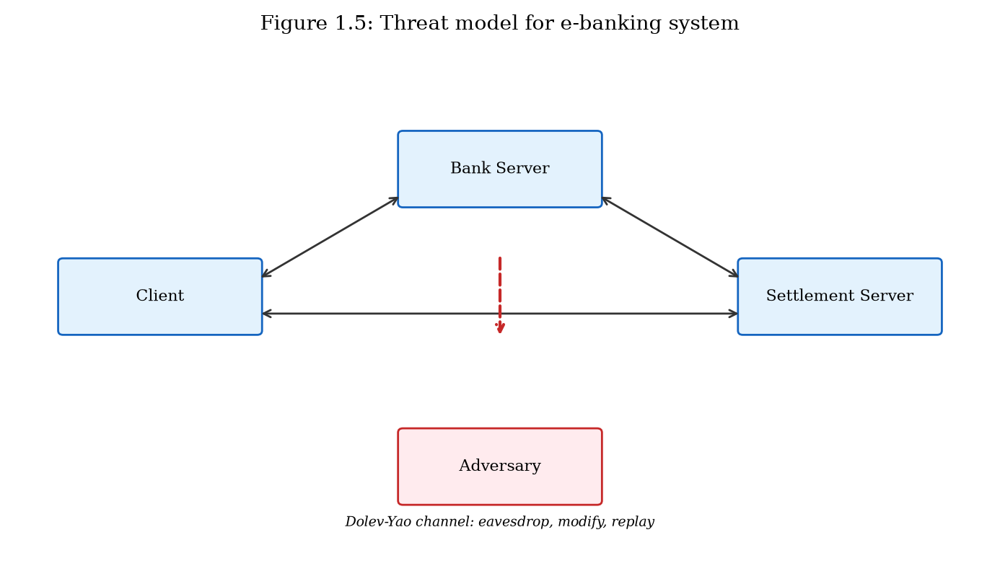 Figure 1.5: Threat model for e-banking system
Bank Server
Client
Settlement Server
Adversary
Dolev-Yao channel: eavesdrop, modify, replay